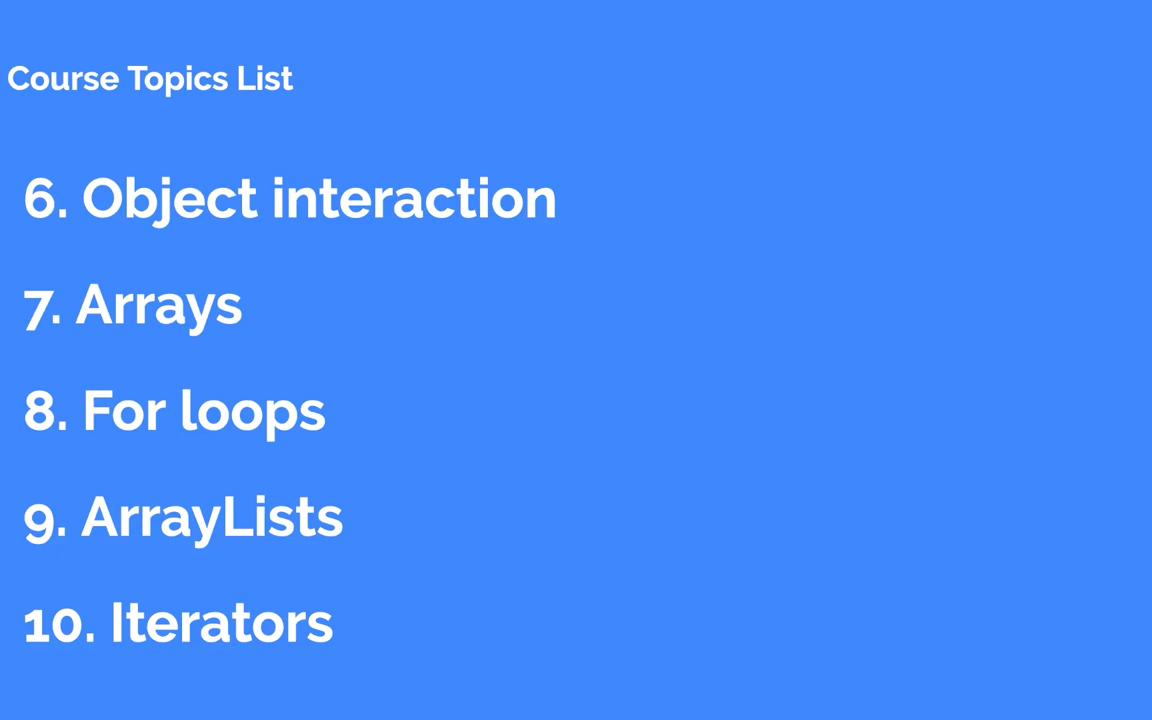 Course Topics List
6. Object interaction
7. Arrays
8. For loops
9. ArrayLists
10. Iterators